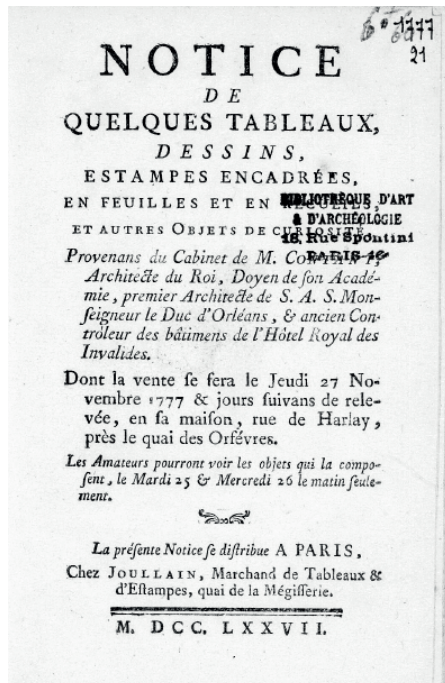 1777
21
NOTICE
DE
QUELQUES TABLEAUX,
DESSINS,
ESTAMPES ENCADRÉES,
EN FEUILLES ET EN RECUEILS,
BIBLIOTHÈQUE D'ART
& D'ARCHÉOLOGIE
ET AUTRES OBJETS DE CURIOSITÉ
19, Rue Spontini
PARIS 16
Provenans du Cabinet de M. CONTANT,
Architecte du Roi, Doyen de ſon Acadé-
mie, premier Architecte de S. A. S. Mon-
ſeigneur le Duc d'Orléans, & ancien Con-
trôleur des bâtimens de l'Hôtel Royal des
Invalides.
Dont la vente ſe fera le Jeudi 27 No-
vembre 1777 & jours ſuivans de rele-
vée, en ſa maiſon, rue de Harlay,
près le quai des Orfévres.
Les Amateurs pourront voir les objets qui la compo-
ſent, le Mardi 25 & Mercredi 26 le matin ſeule-
ment.
La préſente Notice ſe diſtribue A PARIS,
Chez JOULLAIN, Marchand de Tableaux &
d'Eſtampes, quai de la Mégiſſerie.
M. DCC. LXXVII.